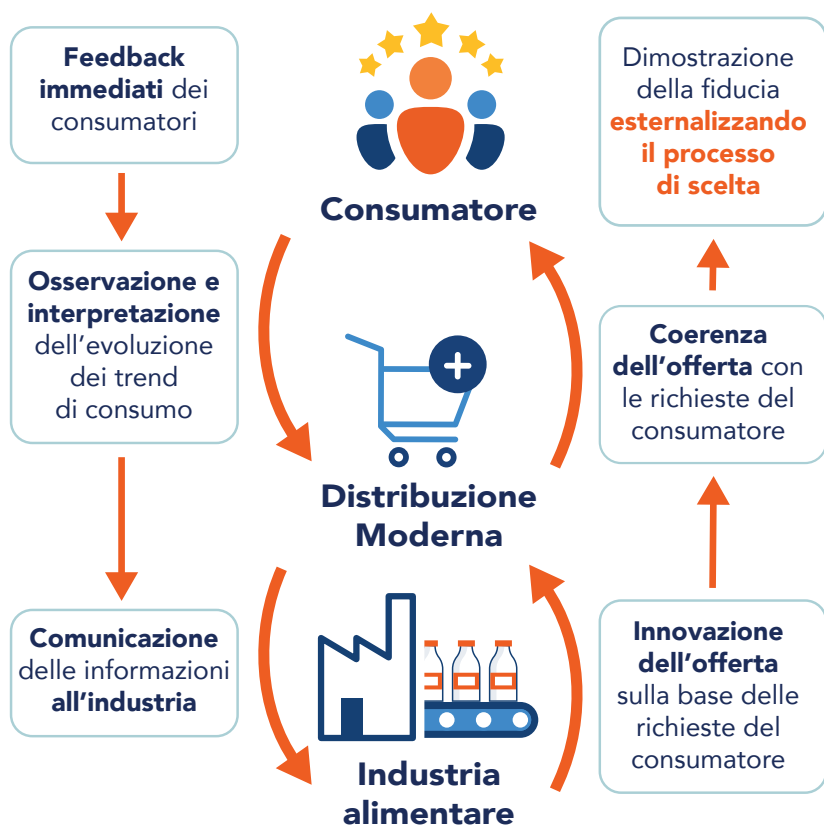 Feedback
immediati dei
consumatori
Osservazione e
interpretazione
dell'evoluzione
dei trend
di consumo
Comunicazione
delle informazioni
all'industria
Consumatore
Distribuzione
Moderna
Industria
alimentare
Dimostrazione
della fiducia
esternalizzando
il processo
di scelta
Coerenza
dell'offerta con
le richieste del
consumatore
Innovazione
dell'offerta
sulla base delle
richieste del
consumatore